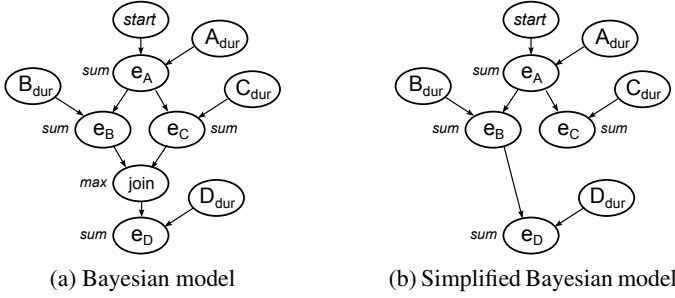 start
A_dur
sum
e_A
B_dur
C_dur
sum
e_B
e_C
sum
max
join
D_dur
sum
e_D
(a) Bayesian model
start
A_dur
sum
e_A
B_dur
C_dur
sum
e_B
e_C
sum
D_dur
sum
e_D
(b) Simplified Bayesian model